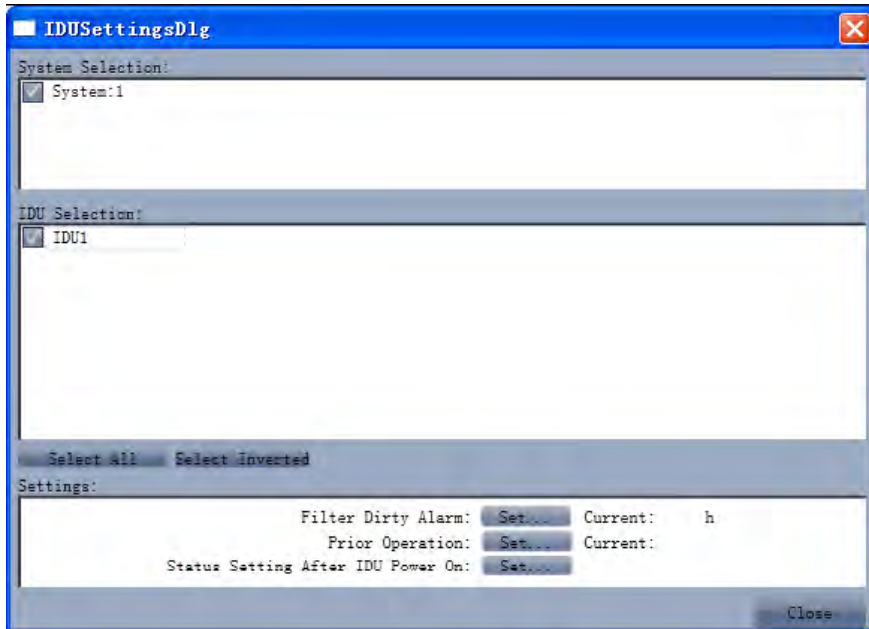 IDUSettingsDlg
System Selection:
System:1
IDU Selection:
IDU1
Select All Select Inverted
Settings:
Filter Dirty Alarm: Set... Current: h
Prior Operation: Set... Current:
Status Setting After IDU Power On: Set...
Close